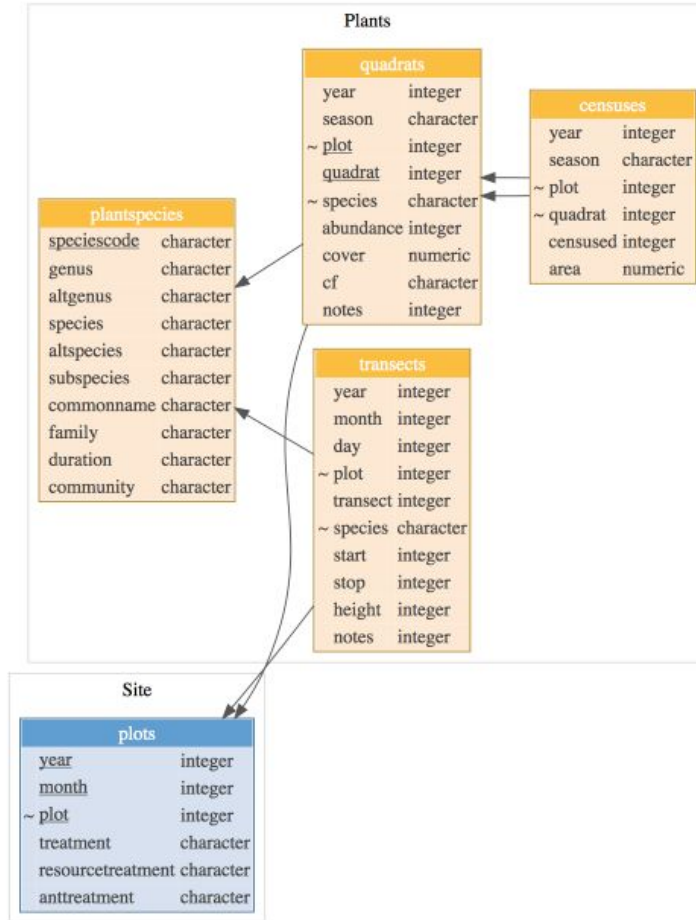 Plants
quadrats
year integer
season character
~ plot integer
quadrat integer
~ species character
abundance integer
cover numeric
cf character
notes integer
censuses
year integer
season character
~ plot integer
~ quadrat integer
censused integer
area numeric
plantspecies
speciescode character
genus character
altgenus character
species character
altspecies character
subspecies character
commonname character
family character
duration character
community character
transects
year integer
month integer
day integer
~ plot integer
transect integer
~ species character
start integer
stop integer
height integer
notes integer
Site
plots
year integer
month integer
~ plot integer
treatment character
resourcetreatment character
anttreatment character